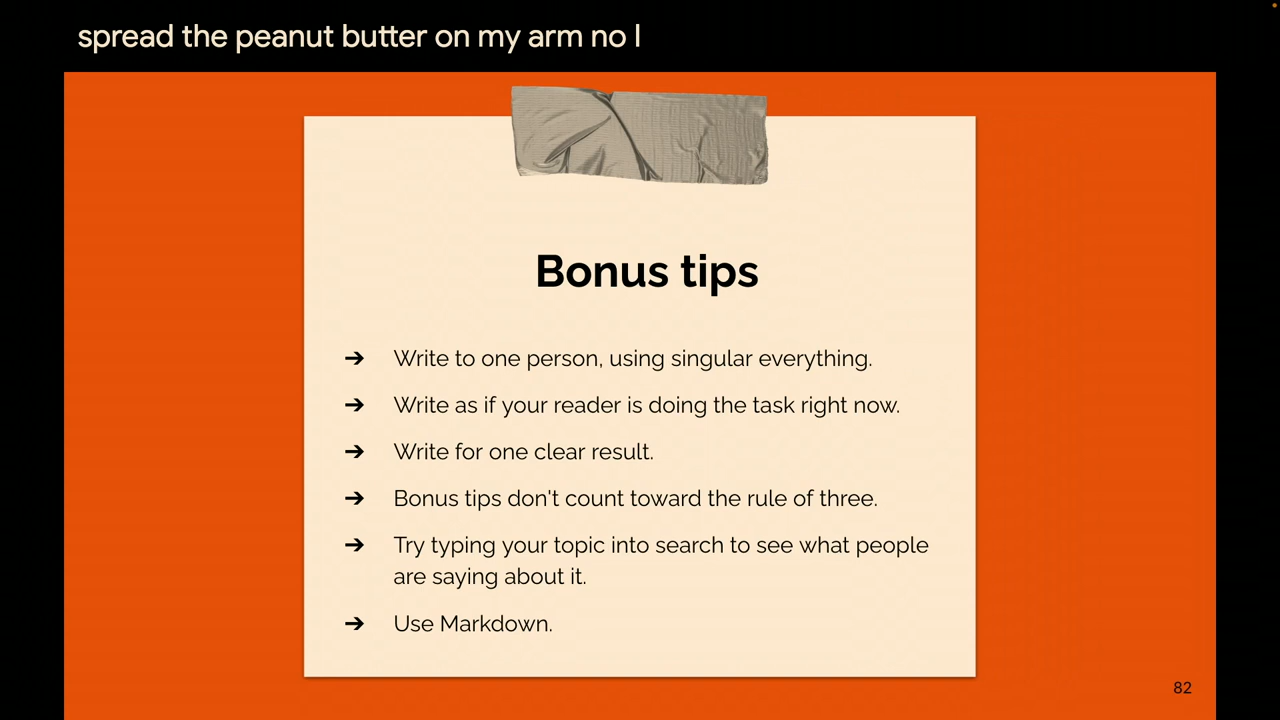 spread the peanut butter on my arm no I
Bonus tips
➔ Write to one person, using singular everything.
➔ Write as if your reader is doing the task right now.
➔ Write for one clear result.
➔ Bonus tips don't count toward the rule of three.
➔ Try typing your topic into search to see what people
are saying about it.
➔ Use Markdown.
82